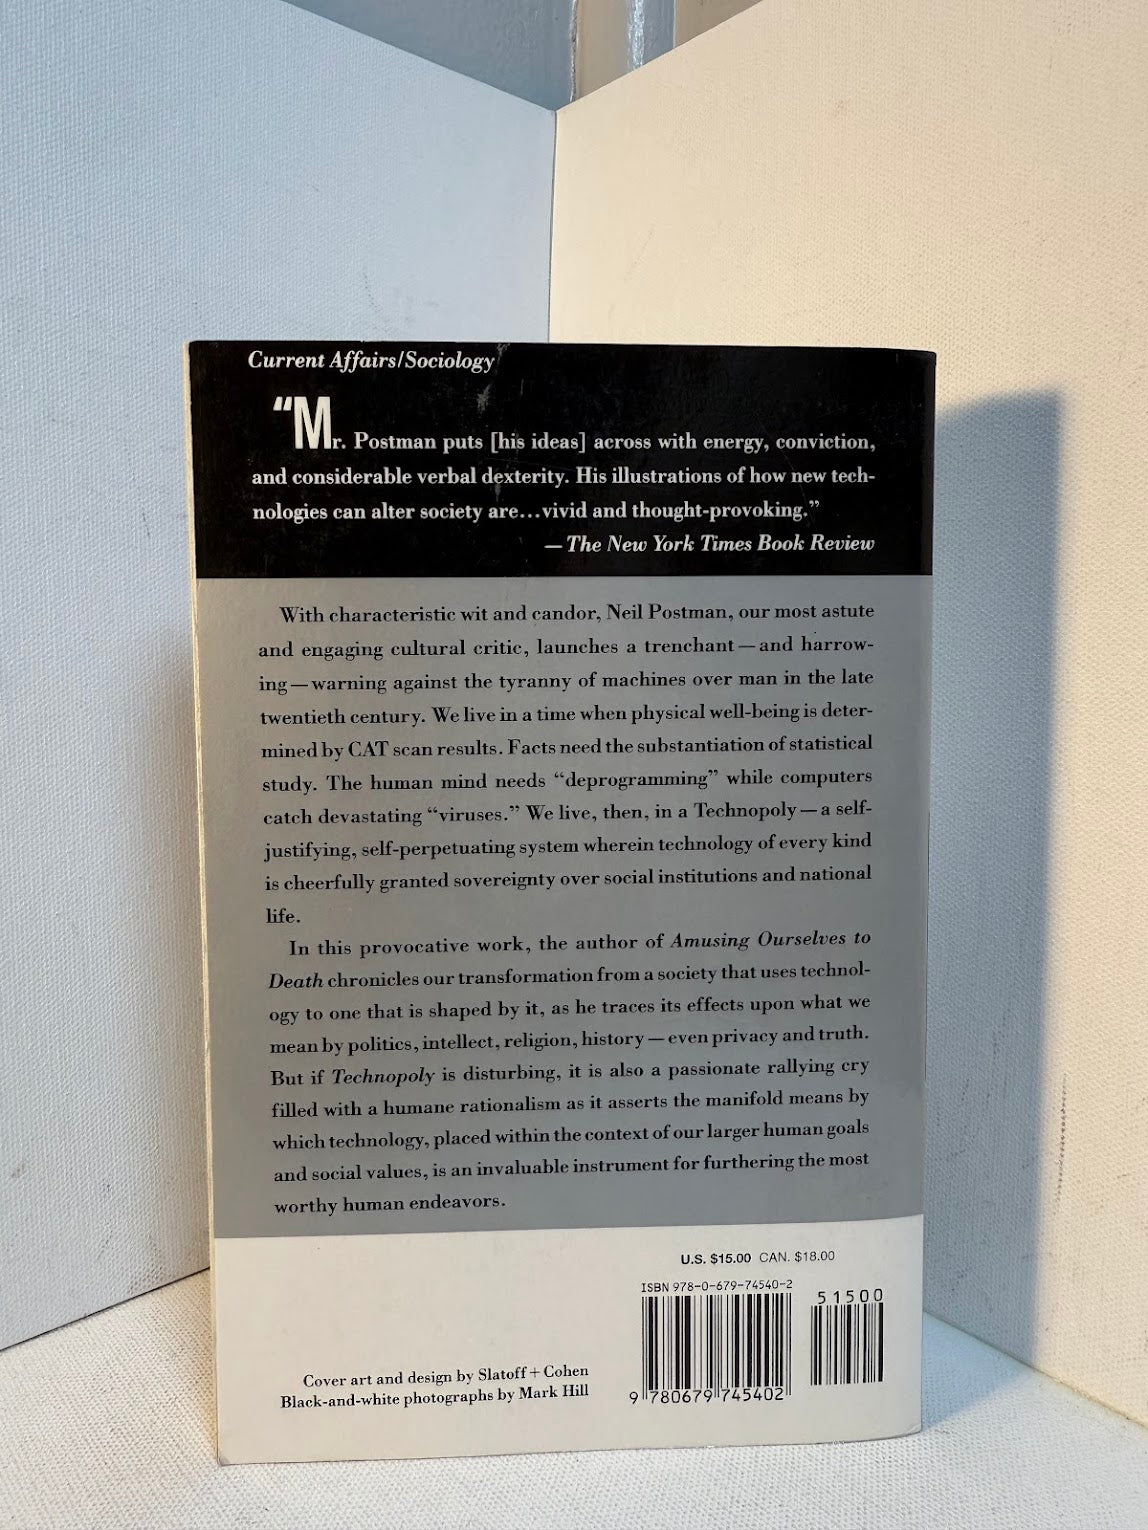 Current Affairs/Sociology
“Mr. Postman puts [his ideas] across with energy, conviction,
and considerable verbal dexterity. His illustrations of how new tech-
nologies can alter society are...vivid and thought-provoking.”
—The New York Times Book Review
With characteristic wit and candor, Neil Postman, our most astute
and engaging cultural critic, launches a trenchant—and harrow-
ing—warning against the tyranny of machines over man in the late
twentieth century. We live in a time when physical well-being is deter-
mined by CAT scan results. Facts need the substantiation of statistical
study. The human mind needs “deprogramming” while computers
catch devastating “viruses.” We live, then, in a Technopoly—a self-
justifying, self-perpetuating system wherein technology of every kind
is cheerfully granted sovereignty over social institutions and national
life.
In this provocative work, the author of Amusing Ourselves to
Death chronicles our transformation from a society that uses technol-
ogy to one that is shaped by it, as he traces its effects upon what we
mean by politics, intellect, religion, history—even privacy and truth.
But if Technopoly is disturbing, it is also a passionate rallying cry
filled with a humane rationalism as it asserts the manifold means by
which technology, placed within the context of our larger human goals
and social values, is an invaluable instrument for furthering the most
worthy human endeavors.
U.S. $15.00 CAN. $18.00
ISBN 978-0-679-74540-2
51500
9 780679 745402
Cover art and design by Slatoff+Cohen
Black-and-white photographs by Mark Hill